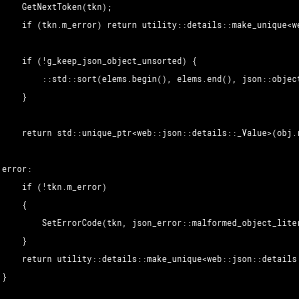 GetNextToken(tkn);
if (tkn.m_error) return utility::details::make_unique<w
if (!g_keep_json_object_unsorted) {
::std::sort(elems.begin(), elems.end(), json::object
}
return std::unique_ptr<web::json::details::_Value>(obj.
error:
if (!tkn.m_error)
{
SetErrorCode(tkn, json_error::malformed_object_liter
}
return utility::details::make_unique<web::json::details
}